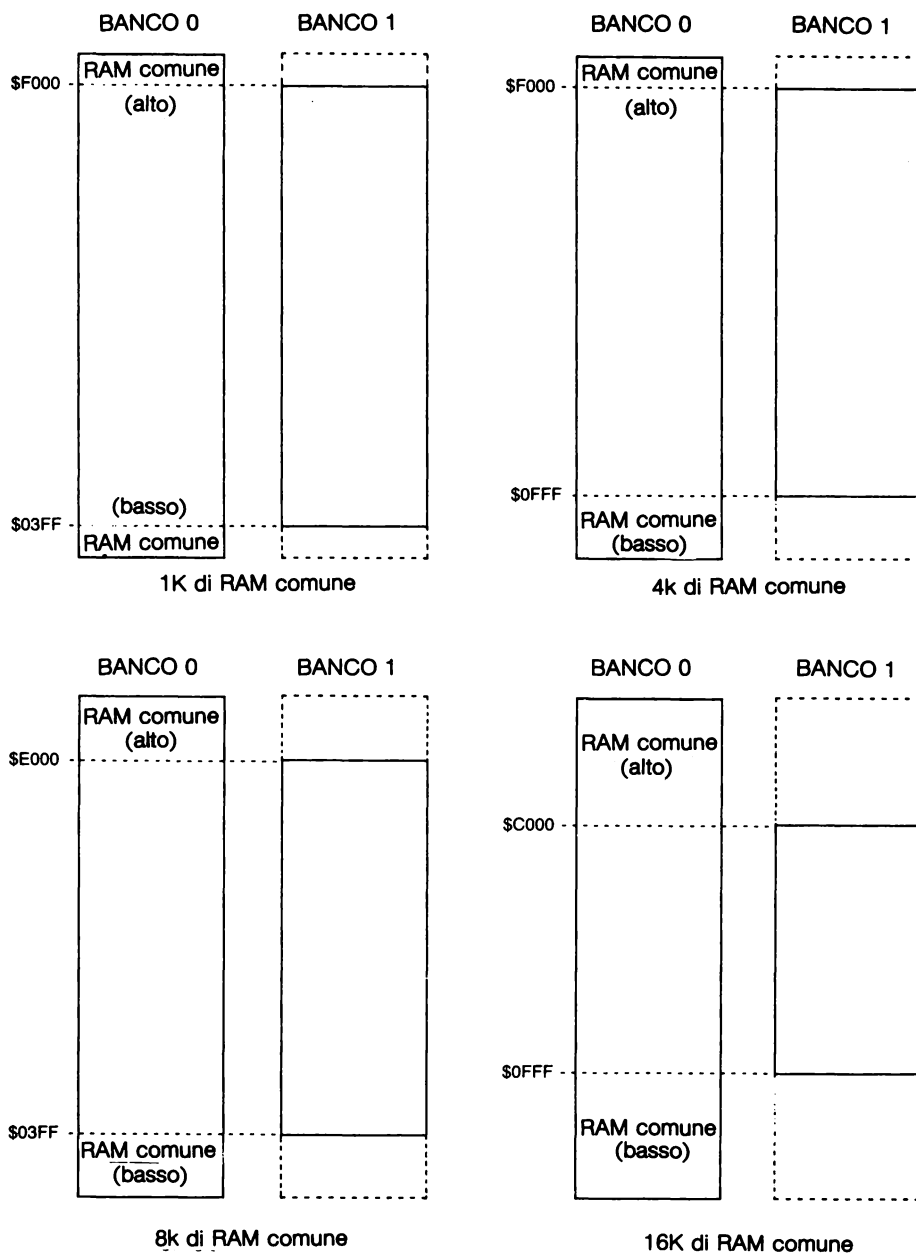 BANCO 0
BANCO 1
RAM comune
$F000
(alto)
(basso)
$03FF
RAM comune
1K di RAM comune
BANCO 0
BANCO 1
RAM comune
$F000
(alto)
$0FFF
RAM comune
(basso)
4k di RAM comune
BANCO 0
BANCO 1
RAM comune
(alto)
$E000
$03FF
RAM comune
(basso)
8k di RAM comune
BANCO 0
BANCO 1
RAM comune
(alto)
$C000
$0FFF
RAM comune
(basso)
16K di RAM comune